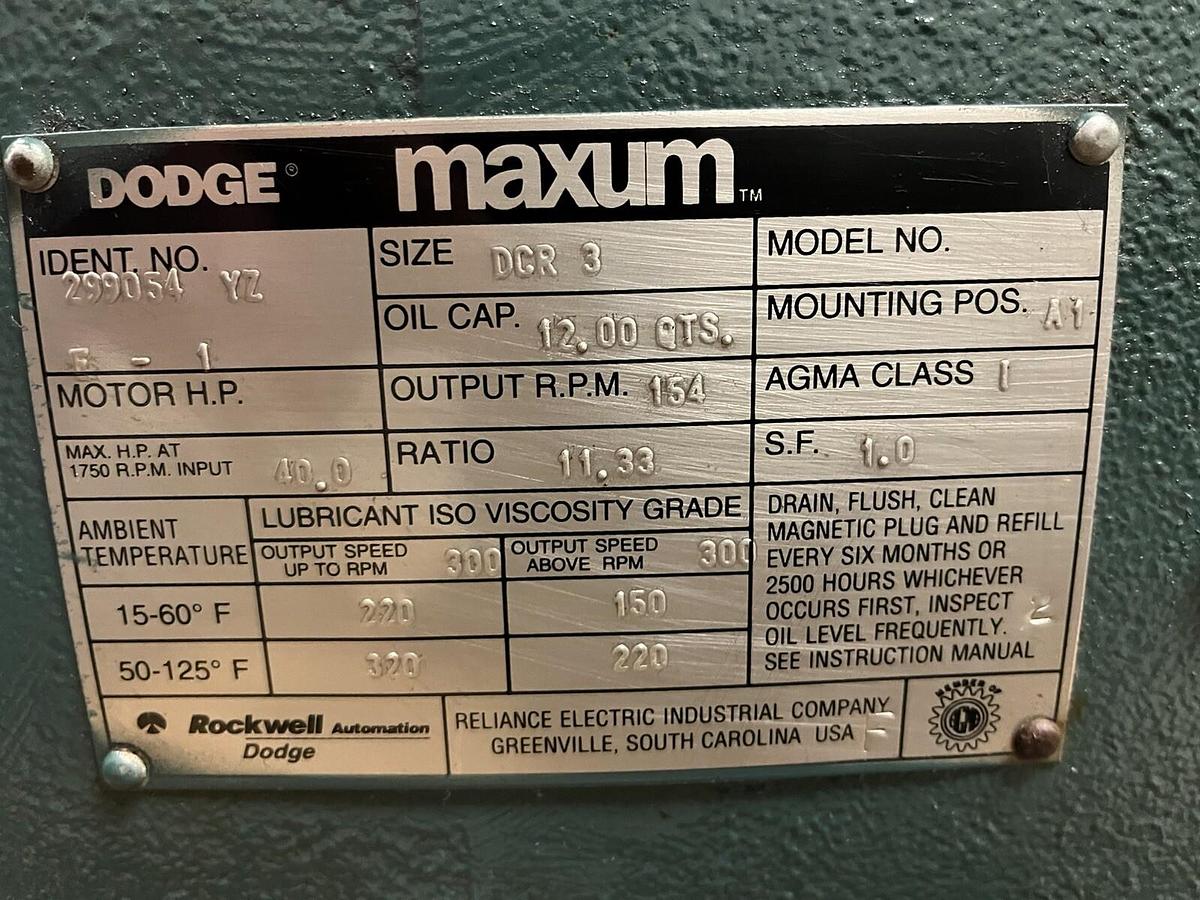 DODGE® maxum™
IDENT. NO.
299054 YZ
F - 1
SIZE DCR 3
MODEL NO.
OIL CAP. 12.00 QTS.
MOUNTING POS. A1
MOTOR H.P.
OUTPUT R.P.M. 154
AGMA CLASS I
MAX. H.P. AT
1750 R.P.M. INPUT 40.0
RATIO 11.33
S.F. 1.0
AMBIENT
TEMPERATURE
LUBRICANT ISO VISCOSITY GRADE
OUTPUT SPEED
UP TO RPM 300
OUTPUT SPEED
ABOVE RPM 300
15-60° F 220 150
50-125° F 320 220
DRAIN, FLUSH, CLEAN
MAGNETIC PLUG AND REFILL
EVERY SIX MONTHS OR
2500 HOURS WHICHEVER
OCCURS FIRST, INSPECT
OIL LEVEL FREQUENTLY.
SEE INSTRUCTION MANUAL
Rockwell Automation
Dodge
RELIANCE ELECTRIC INDUSTRIAL COMPANY
GREENVILLE, SOUTH CAROLINA USA
MEMBER OF